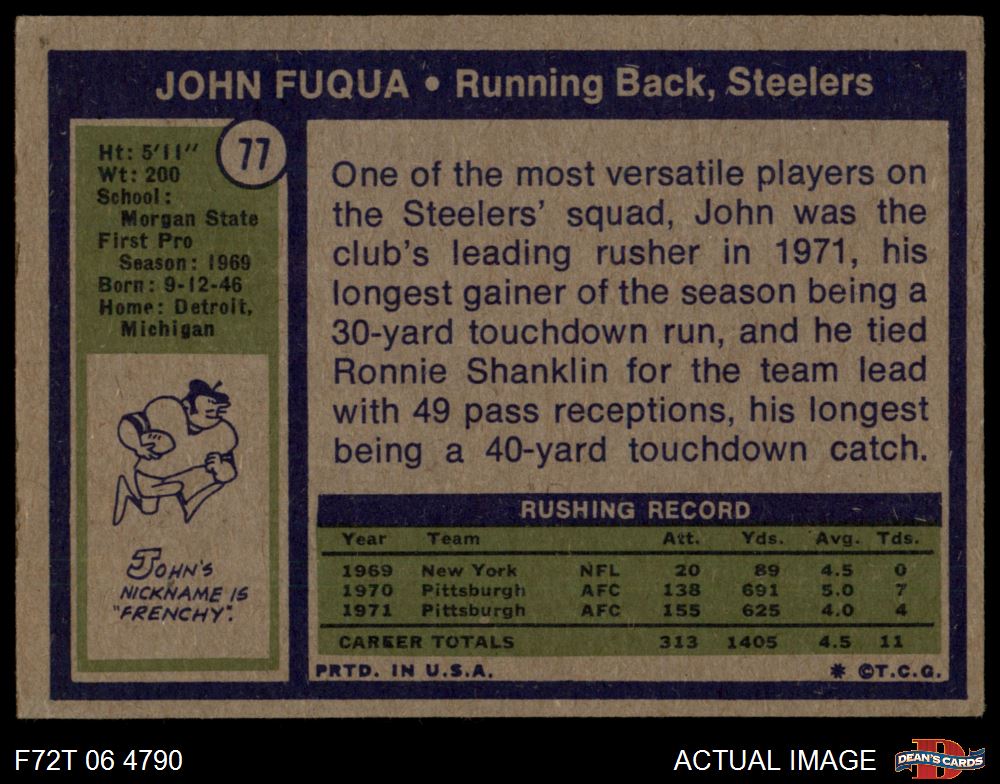 JOHN FUQUA • Running Back, Steelers
77
Ht: 5'11"
Wt: 200
School:
Morgan State
First Pro
Season: 1969
Born: 9-12-46
Home: Detroit,
Michigan
JOHN'S
NICKNAME IS
"FRENCHY".
One of the most versatile players on
the Steelers' squad, John was the
club's leading rusher in 1971, his
longest gainer of the season being a
30-yard touchdown run, and he tied
Ronnie Shanklin for the team lead
with 49 pass receptions, his longest
being a 40-yard touchdown catch.
RUSHING RECORD
Year Team Att. Yds. Avg. Tds.
1969 New York NFL 20 89 4.5 0
1970 Pittsburgh AFC 138 691 5.0 7
1971 Pittsburgh AFC 155 625 4.0 4
CAREER TOTALS 313 1405 4.5 11
PRTD. IN U.S.A. * ©T.C.G.
F72T 06 4790 ACTUAL IMAGE
DEAN'S CARDS